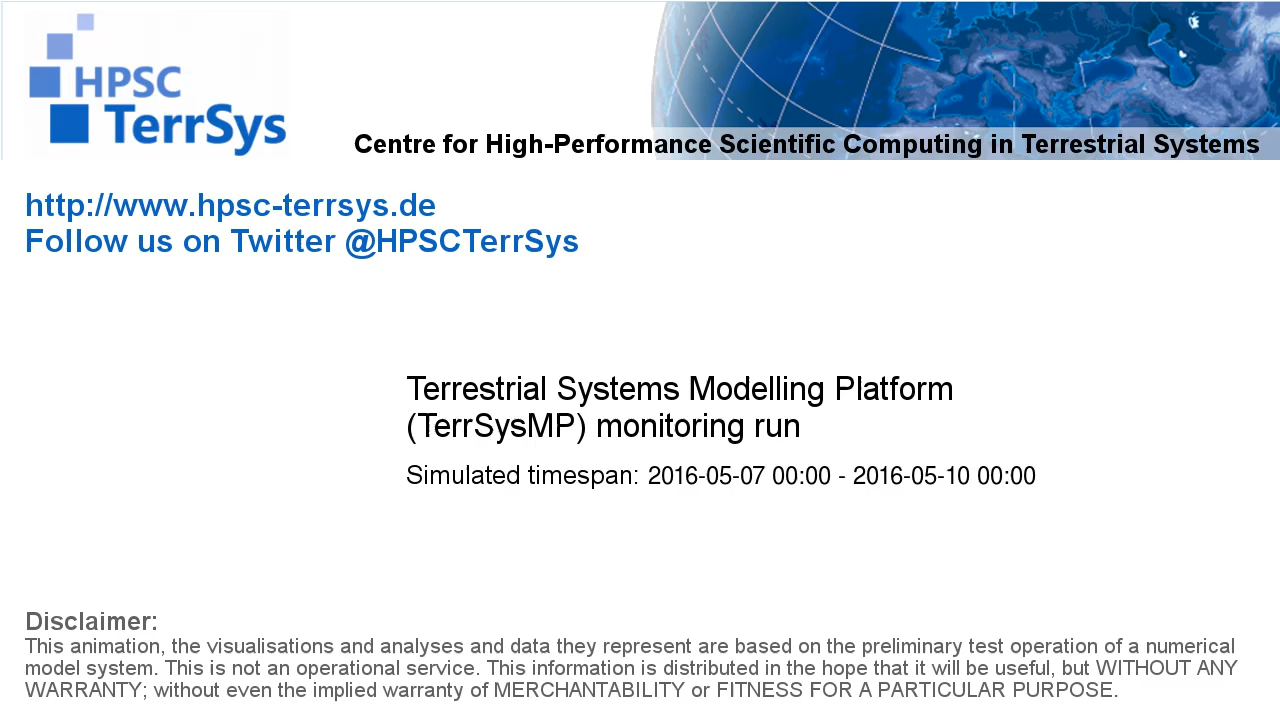 HPSC
TerrSys
Centre for High-Performance Scientific Computing in Terrestrial Systems
http://www.hpsc-terrsys.de
Follow us on Twitter @HPSCTerrSys
Terrestrial Systems Modelling Platform
(TerrSysMP) monitoring run
Simulated timespan: 2016-05-07 00:00 - 2016-05-10 00:00
Disclaimer:
This animation, the visualisations and analyses and data they represent are based on the preliminary test operation of a numerical
model system. This is not an operational service. This information is distributed in the hope that it will be useful, but WITHOUT ANY
WARRANTY; without even the implied warranty of MERCHANTABILITY or FITNESS FOR A PARTICULAR PURPOSE.